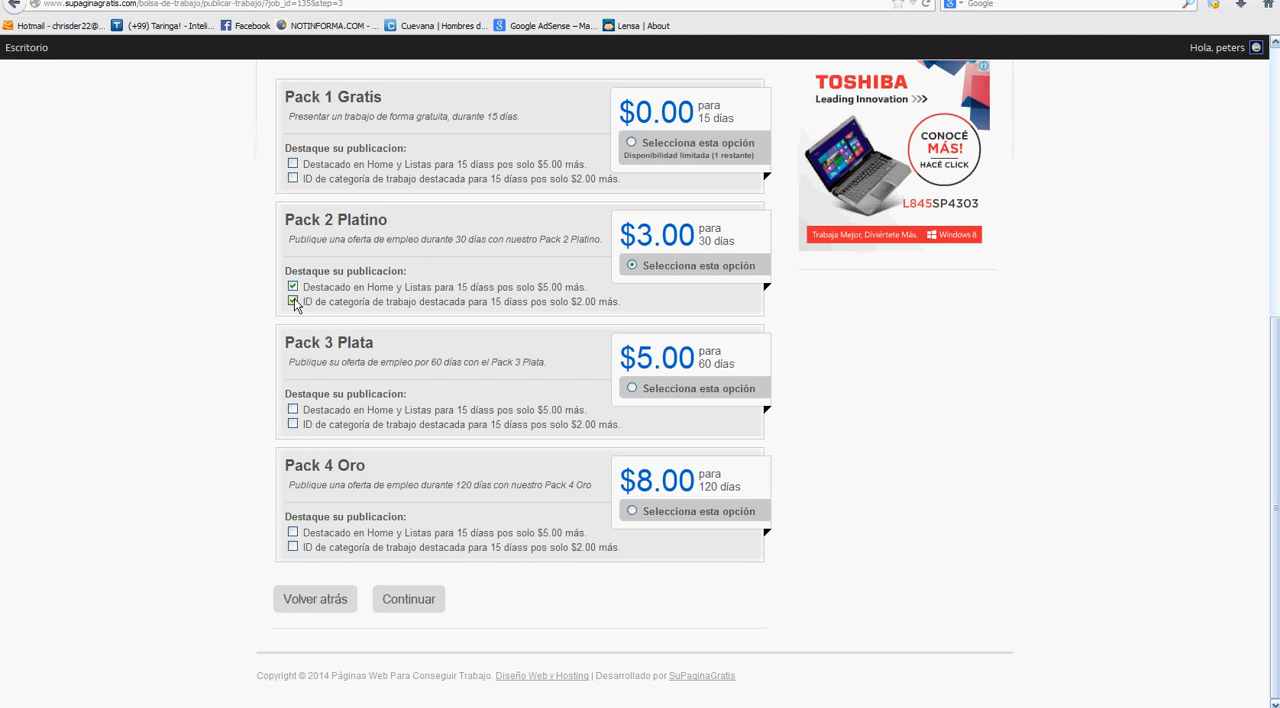 www.supaginagratis.com/bolsa-de-trabajo/publicar-trabajo/?job_id=135&step=3
Google
Hotmail - chrisder22@...
(+99) Taringa! - Inteli...
Facebook
NOTINFORMA.COM - ...
Cuevana | Hombres d...
Google AdSense – Ma...
Lensa | About
Escritorio
Hola, peters
Pack 1 Gratis
Presentar un trabajo de forma gratuita, durante 15 días.
$0.00 para 15 días
Selecciona esta opción
Disponibilidad limitada (1 restante)
Destaque su publicacion:
Destacado en Home y Listas para 15 díass pos solo $5.00 más.
ID de categoría de trabajo destacada para 15 díass pos solo $2.00 más.
Pack 2 Platino
Publique una oferta de empleo durante 30 días con nuestro Pack 2 Platino.
$3.00 para 30 días
Selecciona esta opción
Destaque su publicacion:
Destacado en Home y Listas para 15 díass pos solo $5.00 más.
ID de categoría de trabajo destacada para 15 díass pos solo $2.00 más.
Pack 3 Plata
Publique su oferta de empleo por 60 días con el Pack 3 Plata.
$5.00 para 60 días
Selecciona esta opción
Destaque su publicacion:
Destacado en Home y Listas para 15 díass pos solo $5.00 más.
ID de categoría de trabajo destacada para 15 díass pos solo $2.00 más.
Pack 4 Oro
Publique una oferta de empleo durante 120 días con nuestro Pack 4 Oro.
$8.00 para 120 días
Selecciona esta opción
Destaque su publicacion:
Destacado en Home y Listas para 15 díass pos solo $5.00 más.
ID de categoría de trabajo destacada para 15 díass pos solo $2.00 más.
Volver atrás
Continuar
TOSHIBA
Leading Innovation >>>
CONOCÉ
MÁS!
HACÉ CLICK
L845SP4303
Trabaja Mejor, Diviértete Más.
Windows 8
Copyright © 2014 Páginas Web Para Conseguir Trabajo. Diseño Web y Hosting | Desarrollado por SuPaginaGratis